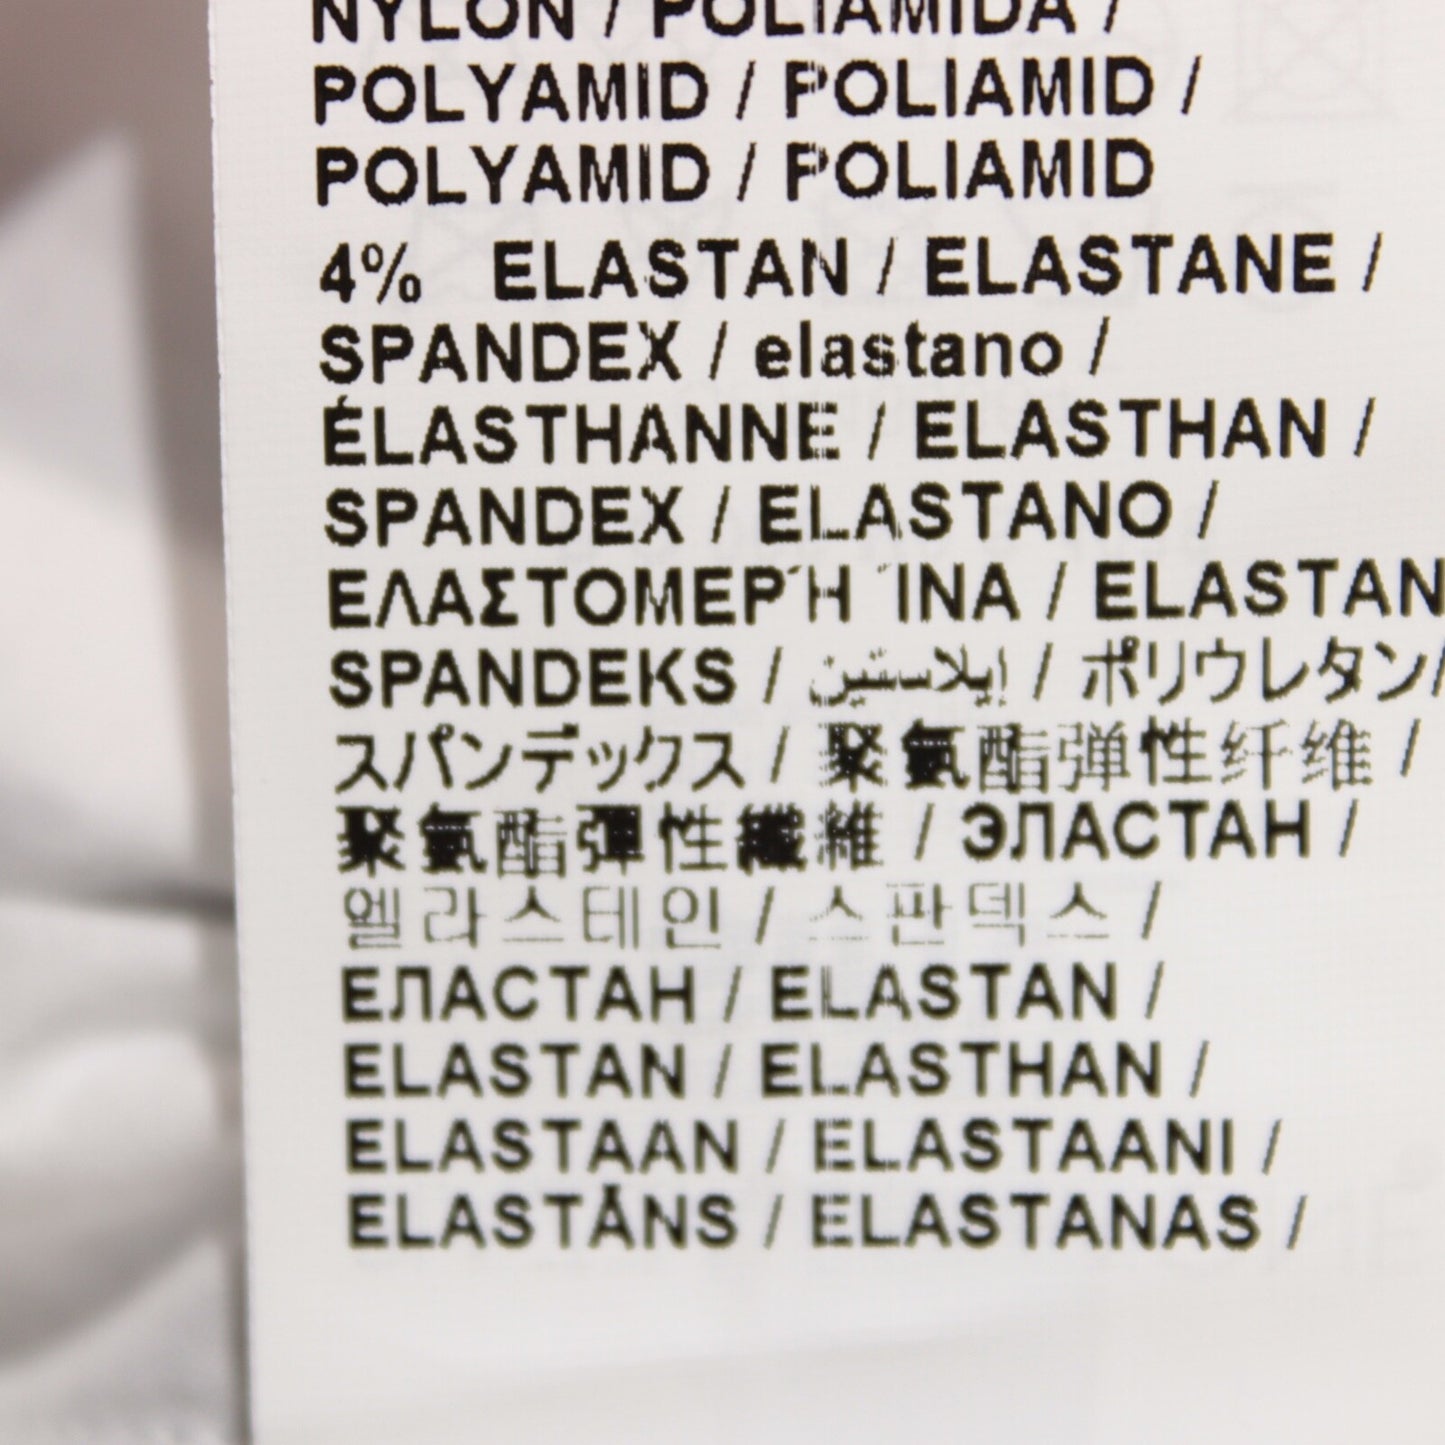 NYLON / POLIAMIDA /
POLYAMID / POLIAMID /
POLYAMID / POLIAMID
4% ELASTAN / ELASTANE /
SPANDEX / elastano /
ÉLASTHANNE / ELASTHAN /
SPANDEX / ELASTANO /
ΕΛΑΣΤΟΜΕΡ΄Η ΄ΙΝΑ / ELASTAN
SPANDEKS / إيلاستين / ポリウレタン/
スパンデックス / 聚氨酯弹性纤维 /
聚氨酯彈性纖維 / ЭЛАСТАН /
엘라스테인 / 스판덱스 /
ЕЛАСТАН / ELASTAN /
ELASTAN / ELASTHAN /
ELASTAAN / ELASTAANI /
ELASTĀNS / ELASTANAS /